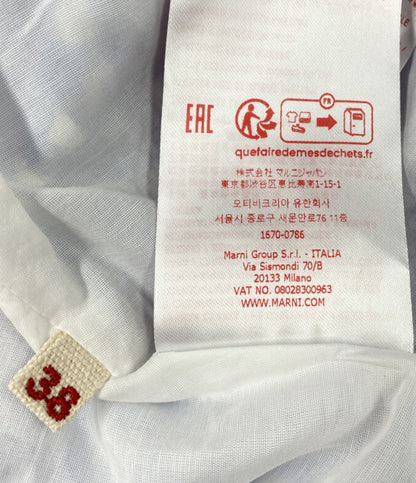 EAC
FR
quefairedemesdechets.fr
株式会社 マルニジャパン
東京都渋谷区恵比寿南1-15-1
오티비코리아 유한회사
서울시 종로구 새문안로76 11층
1670-0786
Marni Group S.r.l. - ITALIA
Via Sismondi 70/B
20133 Milano
VAT NO. 08028300963
WWW.MARNI.COM
38